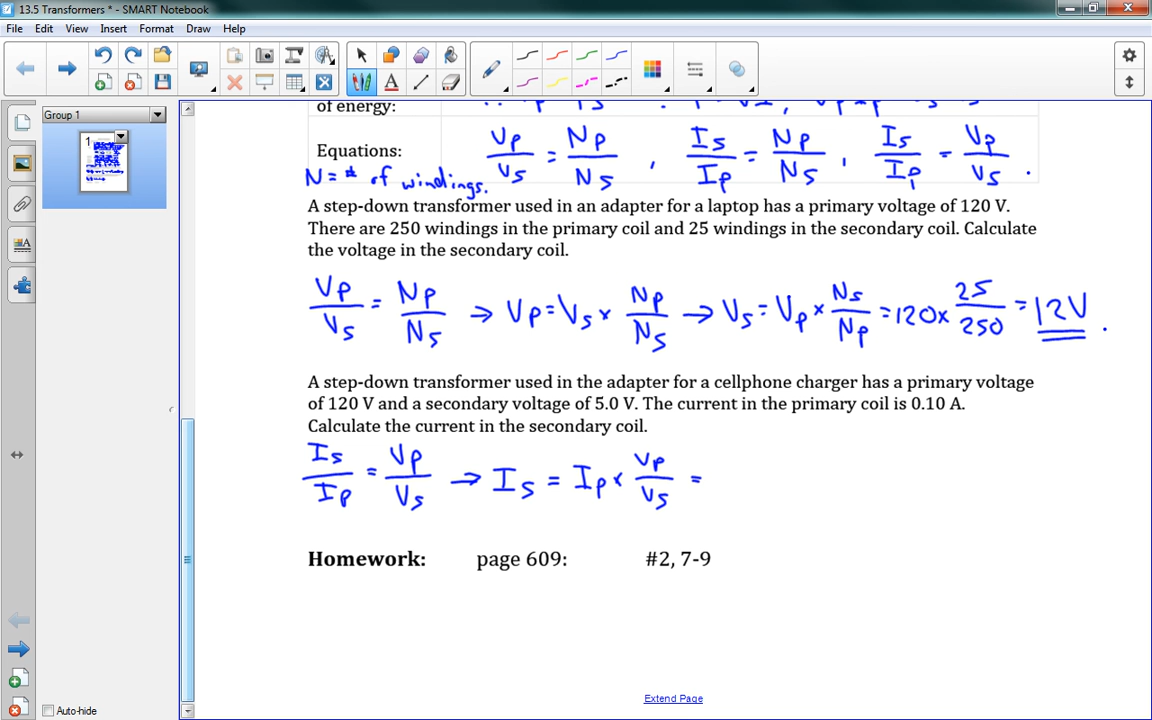 13.5 Transformers * - SMART Notebook
File Edit View Insert Format Draw Help
Group 1
1
of energy:
Equations:
Vp/Vs = Np/Ns , Is/Ip = Np/Ns , Is/Ip = Vp/Vs .
N = # of windings.
A step-down transformer used in an adapter for a laptop has a primary voltage of 120 V.
There are 250 windings in the primary coil and 25 windings in the secondary coil. Calculate
the voltage in the secondary coil.
Vp/Vs = Np/Ns → Vp = Vs × Np/Ns → Vs = Vp × Ns/Np = 120 × 25/250 = 12V .
A step-down transformer used in the adapter for a cellphone charger has a primary voltage
of 120 V and a secondary voltage of 5.0 V. The current in the primary coil is 0.10 A.
Calculate the current in the secondary coil.
Is/Ip = Vp/Vs → Is = Ip × Vp/Vs =
Homework: page 609: #2, 7-9
Extend Page
Auto-hide